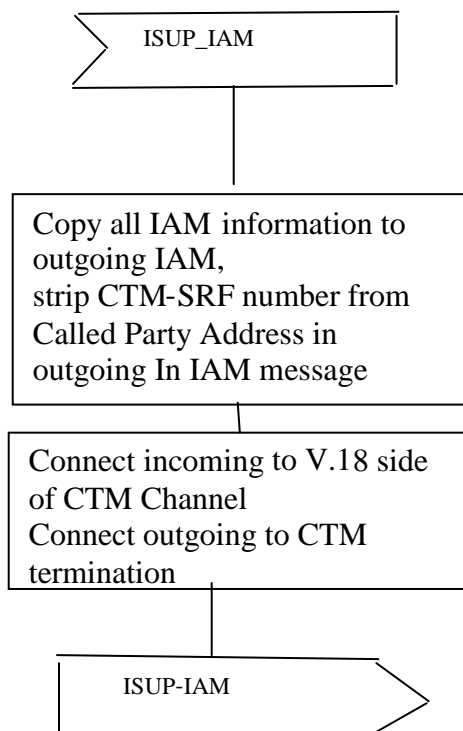 ISUP_IAM
Copy all IAM information to
outgoing IAM,
strip CTM-SRF number from
Called Party Address in
outgoing In IAM message
Connect incoming to V.18 side
of CTM Channel
Connect outgoing to CTM
termination
ISUP-IAM